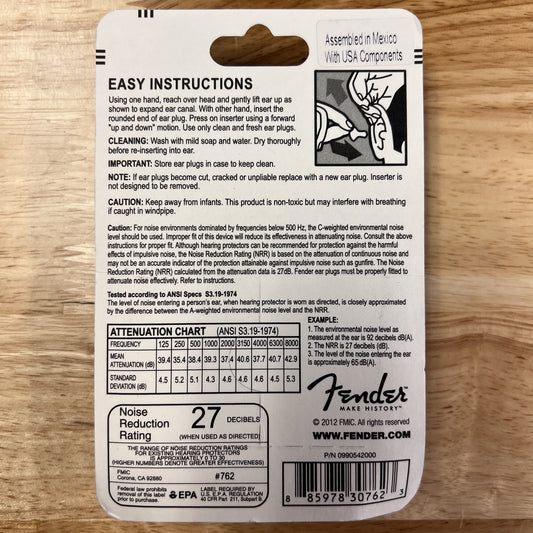 Assembled in Mexico
With USA Components
EASY INSTRUCTIONS
Using one hand, reach over head and gently lift ear up as
shown to expand ear canal. With other hand, insert the
rounded end of ear plug. Press on inserter using a forward
"up and down" motion. Use only clean and fresh ear plugs.
CLEANING: Wash with mild soap and water. Dry thoroughly
before re-inserting into ear.
IMPORTANT: Store ear plugs in case to keep clean.
NOTE: If ear plugs become cut, cracked or unpliable replace with a new ear plug. Inserter is
not designed to be removed.
CAUTION: Keep away from infants. This product is non-toxic but may interfere with breathing
if caught in windpipe.
Caution: For noise environments dominated by frequencies below 500 Hz, the C-weighted environmental noise
level should be used. Improper fit of this device will reduce its effectiveness in attenuating noise. Consult the above
instructions for proper fit. Although hearing protectors can be recommended for protection against the harmful
effects of impulsive noise, the Noise Reduction Rating (NRR) is based on the attenuation of continuous noise and
may not be an accurate indicator of the protection attainable against impulsive noise such as gunfire. The Noise
Reduction Rating (NRR) calculated from the attenuation data is 27dB. Fender ear plugs must be properly fitted to
attenuate noise effectively. Refer to instructions.
Tested according to ANSI Specs S3.19-1974
The level of noise entering a person's ear, when hearing protector is worn as directed, is closely approximated
by the difference between the A-weighted environmental noise level and the NRR.
ATTENUATION CHART (ANSI S3.19-1974)
FREQUENCY 125 250 500 1000 2000 3150 4000 6300 8000
MEAN
ATTENUATION (dB) 39.4 35.4 38.4 39.3 37.4 40.6 37.7 40.7 42.9
STANDARD
DEVIATION (dB) 4.5 5.2 5.1 4.3 4.6 4.6 4.6 4.5 5.3
EXAMPLE:
1. The environmental noise level as
measured at the ear is 92 decibels dB(A).
2. The NRR is 27 decibels (dB).
3. The level of the noise entering the ear
is approximately 65 dB(A).
Noise
Reduction
Rating
27 DECIBELS
(WHEN USED AS DIRECTED)
THE RANGE OF NOISE REDUCTION RATINGS
FOR EXISTING HEARING PROTECTORS
IS APPROXIMATELY 0 TO 30
(HIGHER NUMBERS DENOTE GREATER EFFECTIVENESS)
FMIC
Corona, CA 92880
#762
Federal law prohibits
removal of this label
prior to purchase
EPA
LABEL REQUIRED BY
U.S. E.P.A. REGULATION
40 CFR Part 211, Subpart B.
Fender
MAKE HISTORY™
© 2012 FMIC. All rights reserved.
WWW.FENDER.COM
P/N 0990542000
8 85978 30762 3